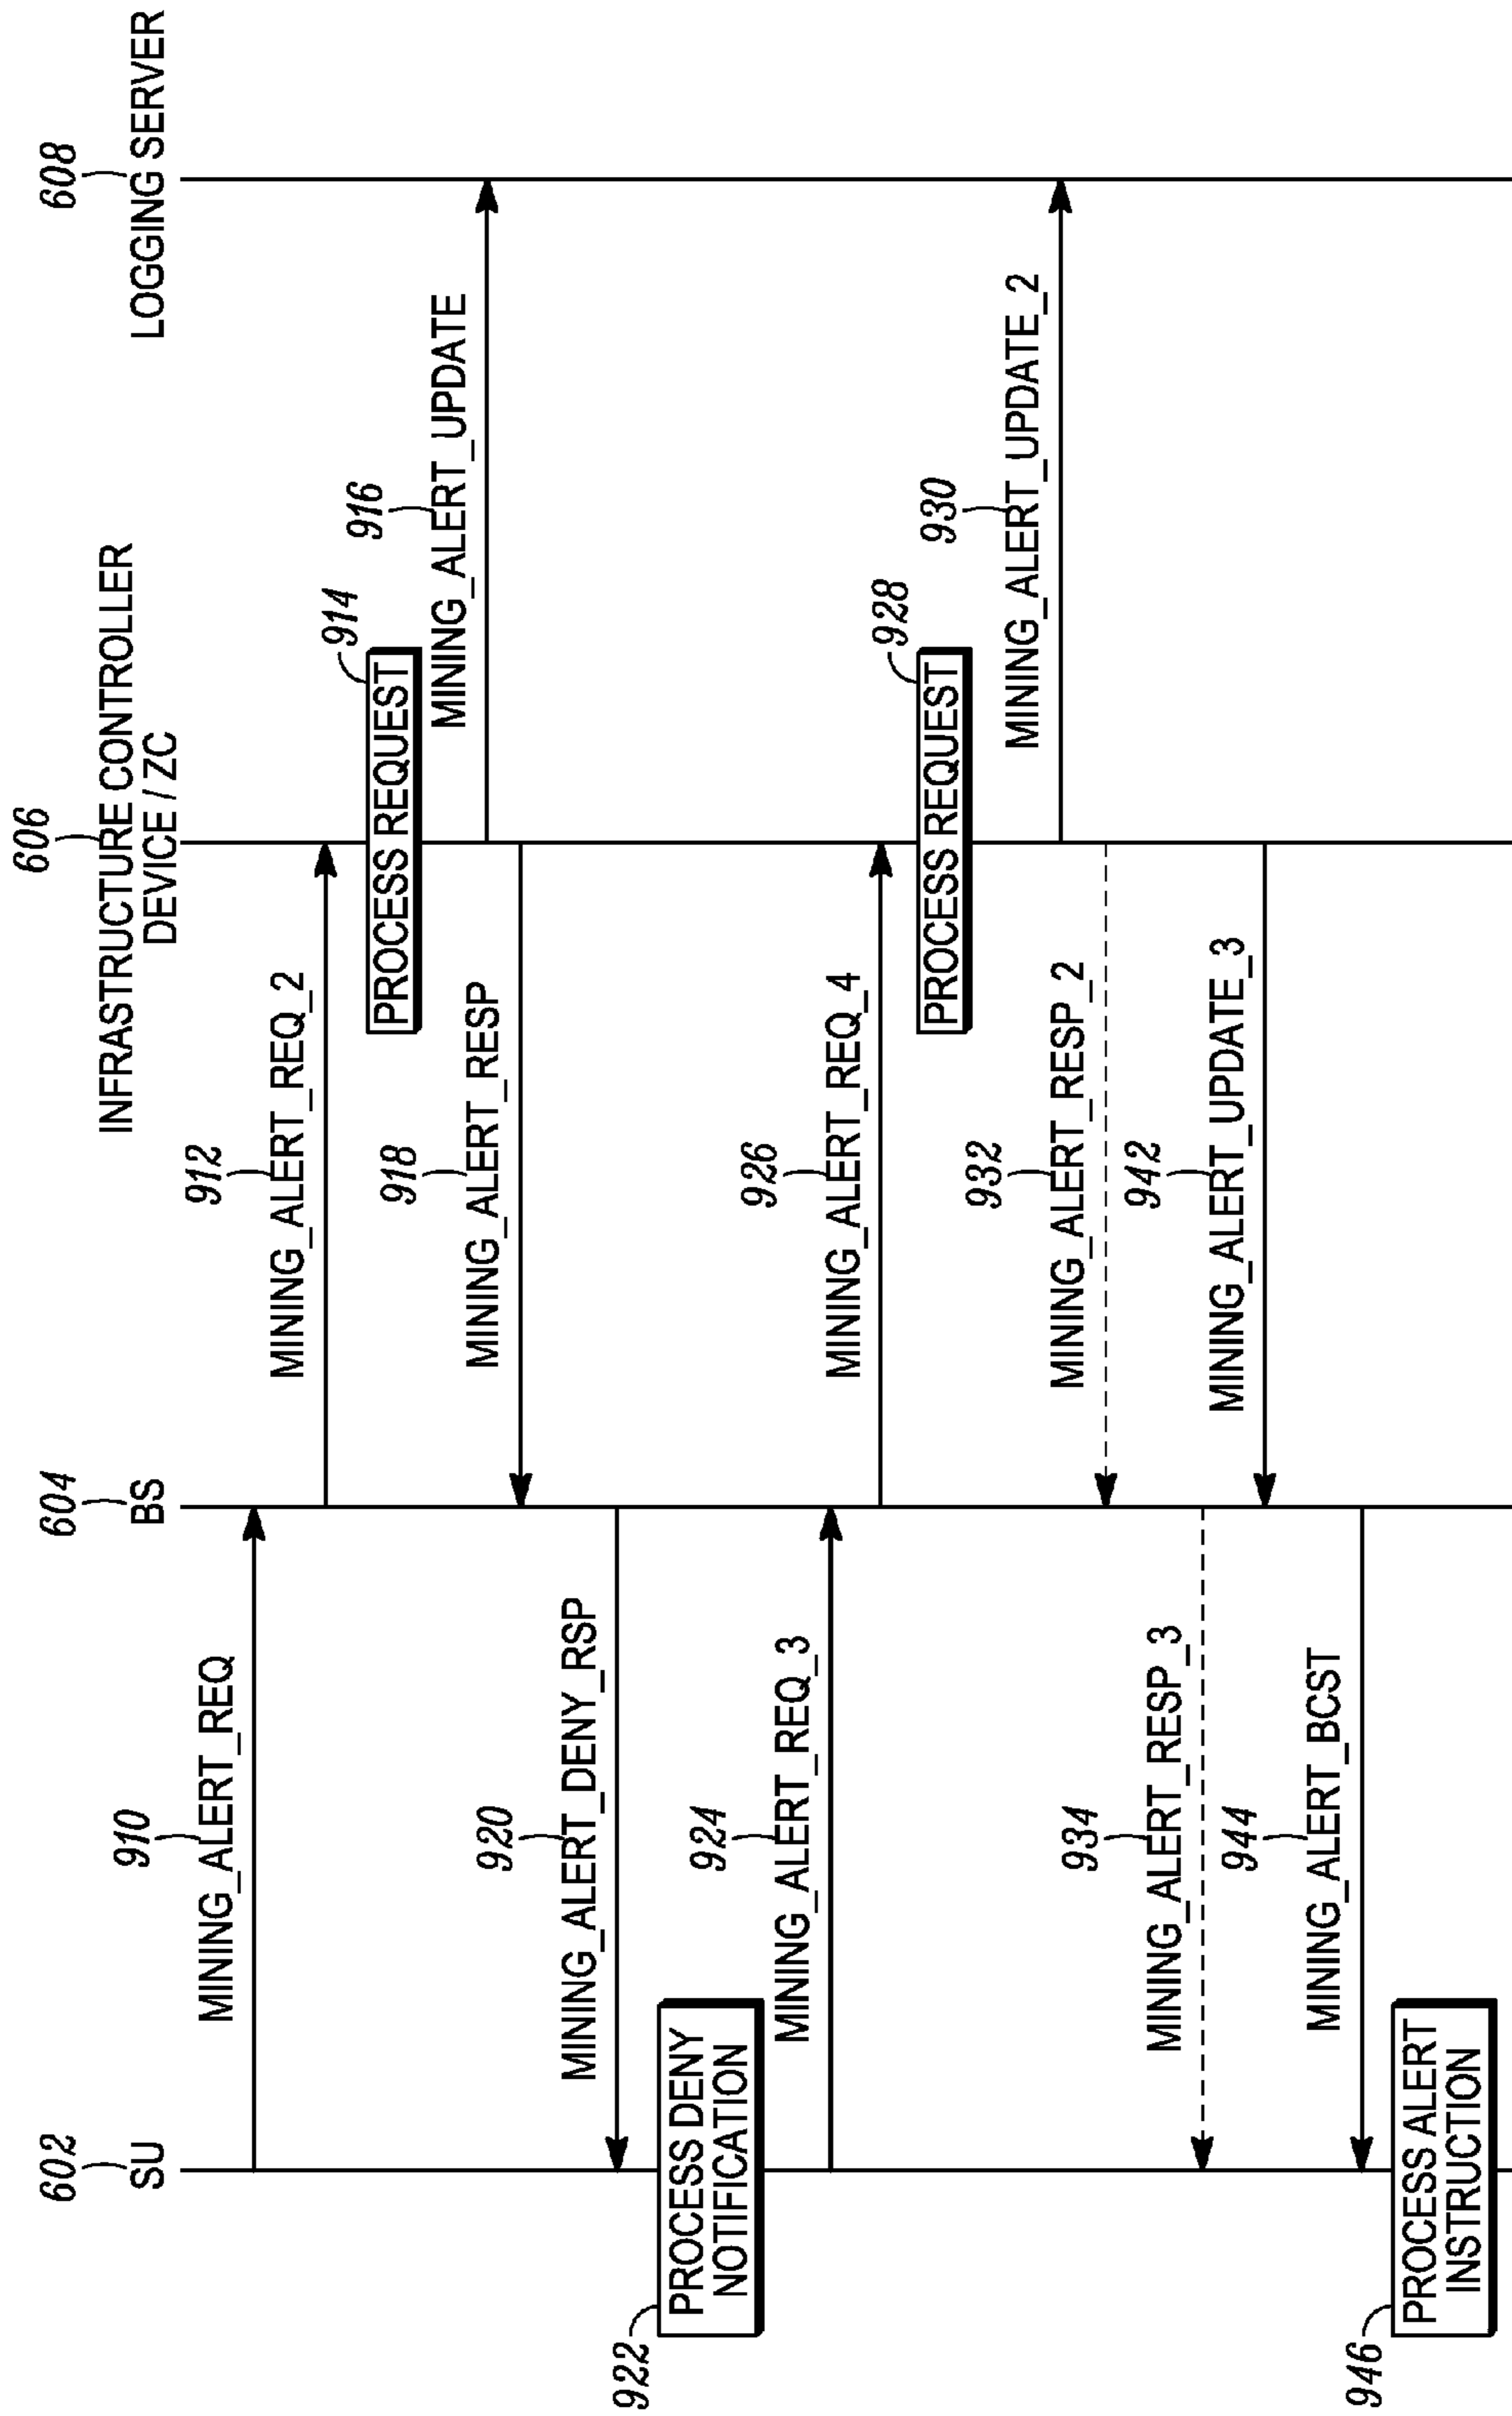 602
SU
604
BS
606
INFRASTRUCTURE CONTROLLER
DEVICE / ZC
608
LOGGING SERVER
910
MINING_ALERT_REQ
912
MINING_ALERT_REQ_2
914
PROCESS REQUEST
916
MINING_ALERT_UPDATE
918
MINING_ALERT_RESP
920
MINING_ALERT_DENY_RSP
922
PROCESS DENY
NOTIFICATION
924
MINING_ALERT_REQ_3
926
MINING_ALERT_REQ_4
928
PROCESS REQUEST
930
MINING_ALERT_UPDATE_2
932
MINING_ALERT_RESP_2
934
MINING_ALERT_RESP_3
942
MINING_ALERT_UPDATE_3
944
MINING_ALERT_BCST
946
PROCESS ALERT
INSTRUCTION